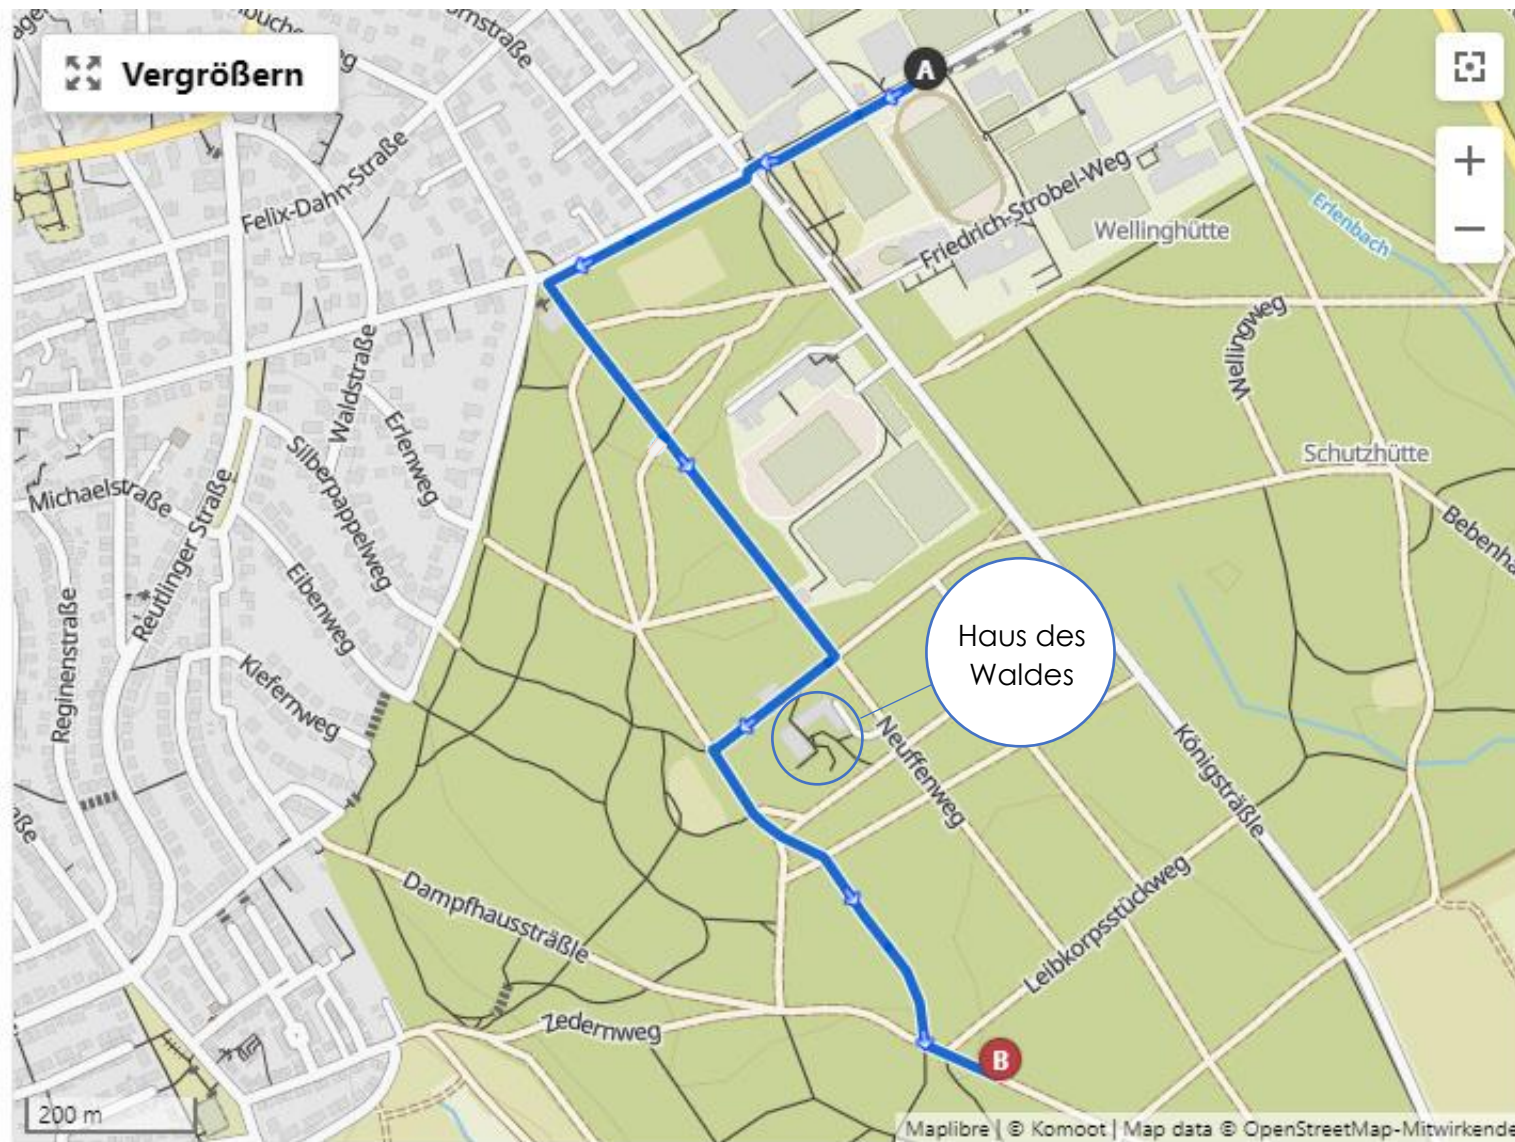 Vergrößern
A
Felix-Dahn-Straße
Friedrich-Strobel-Weg
Wellinghütte
Erlenbach
Waldstraße
Erlenweg
Wellingweg
Silberpappelweg
Schutzhütte
Michaelstraße
Reutlinger Straße
Eibenweg
Reginenstraße
Kiefernweg
Haus des
Waldes
Neuffenweg
Königsträßle
Dampfhaussträßle
Leibkorpsstückweg
Zedernweg
B
200 m
Maplibre | © Komoot | Map data © OpenStreetMap-Mitwirkende